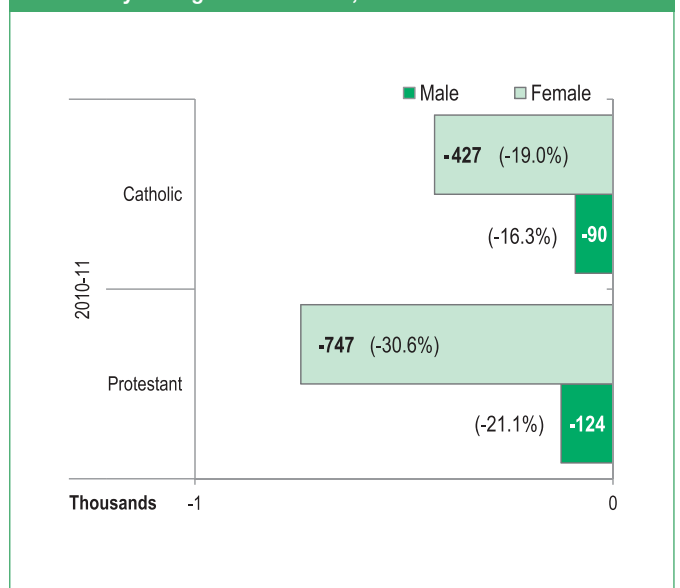 Male Female
-427 (-19.0%)
Catholic
(-16.3%) -90
2010-11
-747 (-30.6%)
Protestant
(-21.1%) -124
Thousands -1 0